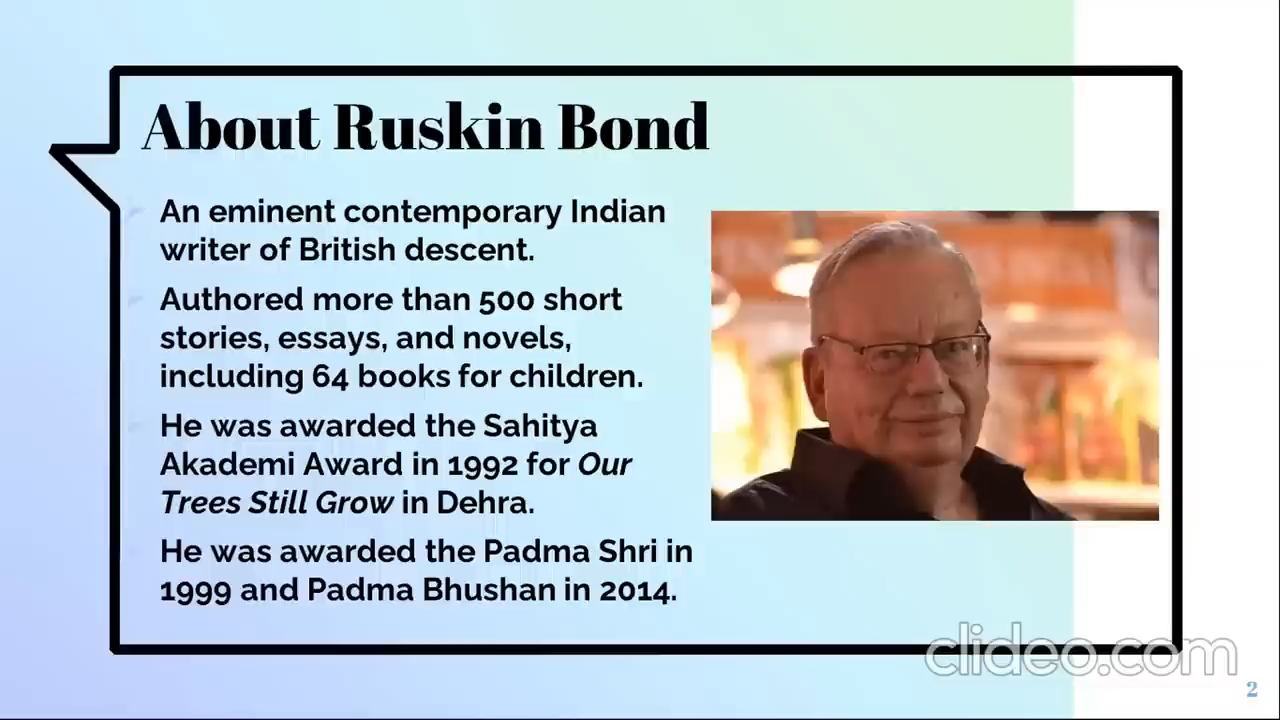 About Ruskin Bond
An eminent contemporary Indian
writer of British descent.
Authored more than 500 short
stories, essays, and novels,
including 64 books for children.
He was awarded the Sahitya
Akademi Award in 1992 for Our
Trees Still Grow in Dehra.
He was awarded the Padma Shri in
1999 and Padma Bhushan in 2014.
clideo.com
2